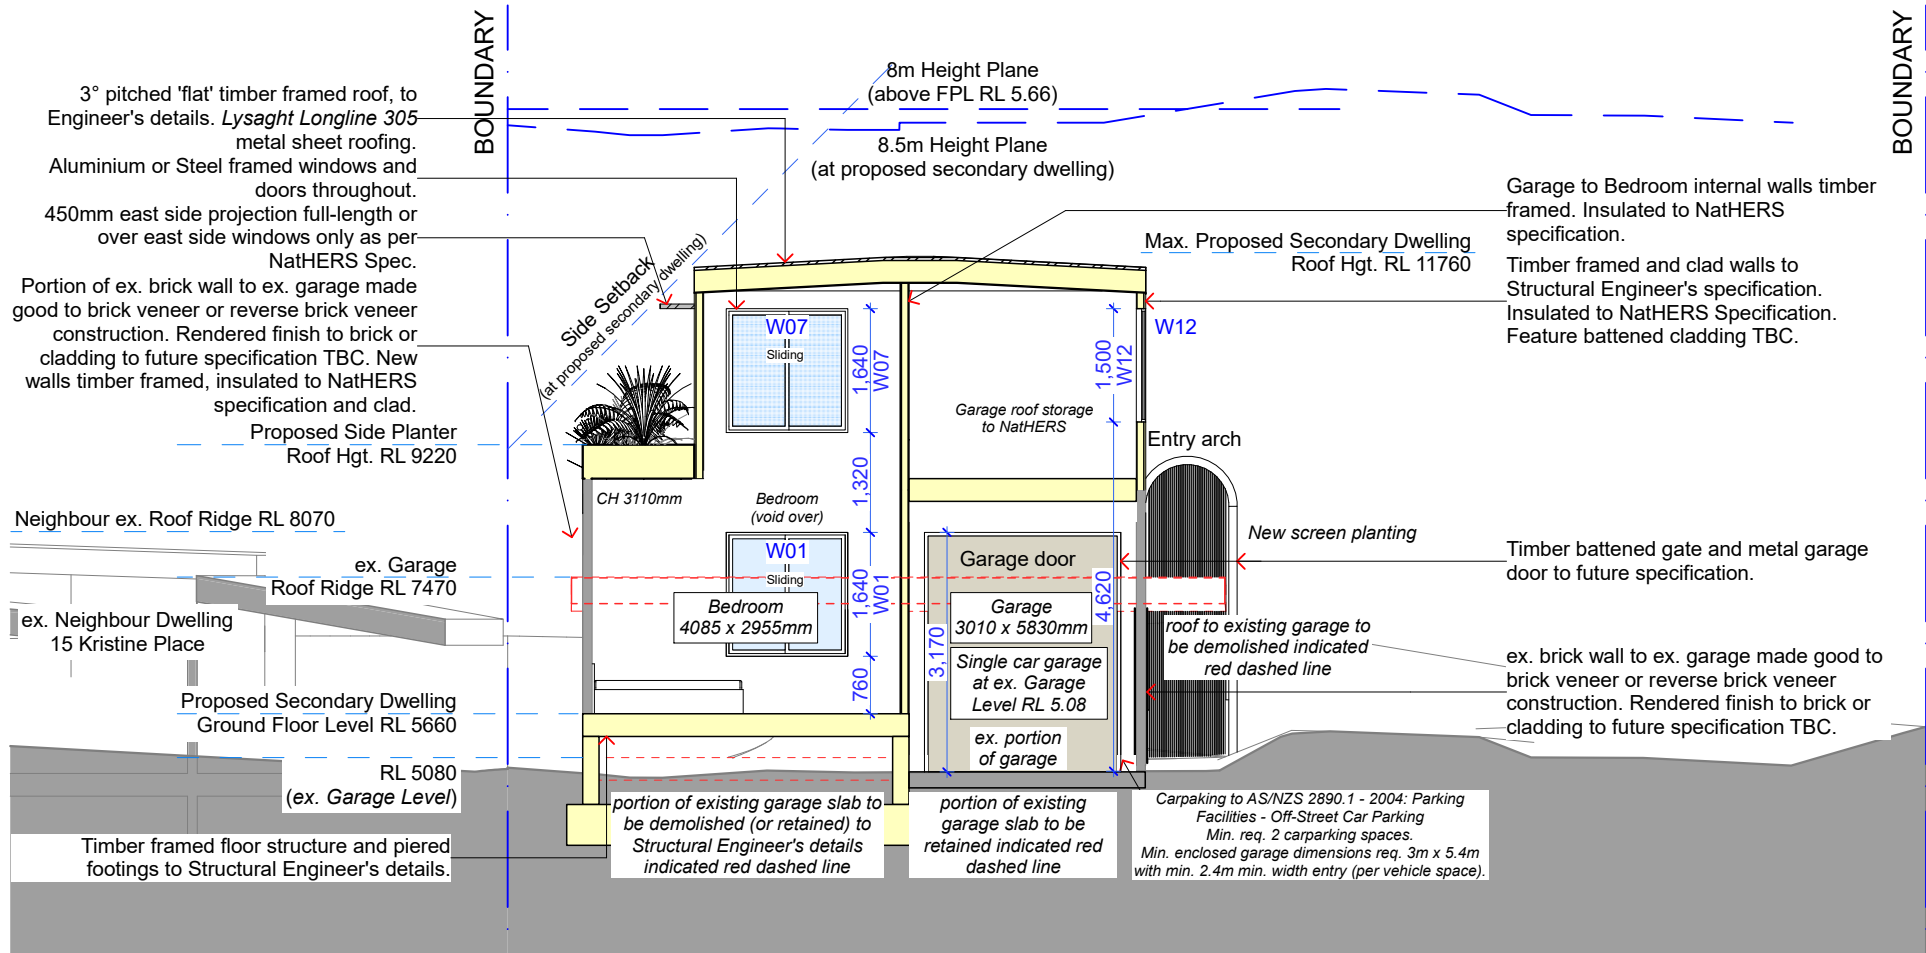 BOUNDARY
BOUNDARY
3° pitched 'flat' timber framed roof, to
Engineer's details. Lysaght Longline 305
metal sheet roofing.
Aluminium or Steel framed windows and
doors throughout.
450mm east side projection full-length or
over east side windows only as per
NatHERS Spec.
Portion of ex. brick wall to ex. garage made
good to brick veneer or reverse brick veneer
construction. Rendered finish to brick or
cladding to future specification TBC. New
walls timber framed, insulated to NatHERS
specification and clad.
Proposed Side Planter
Roof Hgt. RL 9220
Neighbour ex. Roof Ridge RL 8070
ex. Garage
Roof Ridge RL 7470
ex. Neighbour Dwelling
15 Kristine Place
Proposed Secondary Dwelling
Ground Floor Level RL 5660
RL 5080
(ex. Garage Level)
Timber framed floor structure and piered
footings to Structural Engineer's details.
8m Height Plane
(above FPL RL 5.66)
8.5m Height Plane
(at proposed secondary dwelling)
Side Setback
(at proposed secondary dwelling)
W07
Sliding
1,640
W07
1,320
CH 3110mm
Bedroom
(void over)
W01
Sliding
1,640
W01
Bedroom
4085 x 2955mm
760
Garage roof storage
to NatHERS
1,500
W12
W12
Max. Proposed Secondary Dwelling
Roof Hgt. RL 11760
Entry arch
Garage door
4,620
3,170
Garage
3010 x 5830mm
Single car garage
at ex. Garage
Level RL 5.08
ex. portion
of garage
New screen planting
roof to existing garage to
be demolished indicated
red dashed line
portion of existing garage slab to
be demolished (or retained) to
Structural Engineer's details
indicated red dashed line
portion of existing
garage slab to be
retained indicated red
dashed line
Carpaking to AS/NZS 2890.1 - 2004: Parking
Facilities - Off-Street Car Parking
Min. req. 2 carparking spaces.
Min. enclosed garage dimensions req. 3m x 5.4m
with min. 2.4m min. width entry (per vehicle space).
Garage to Bedroom internal walls timber
framed. Insulated to NatHERS
specification.
Timber framed and clad walls to
Structural Engineer's specification.
Insulated to NatHERS Specification.
Feature battened cladding TBC.
Timber battened gate and metal garage
door to future specification.
ex. brick wall to ex. garage made good to
brick veneer or reverse brick veneer
construction. Rendered finish to brick or
cladding to future specification TBC.